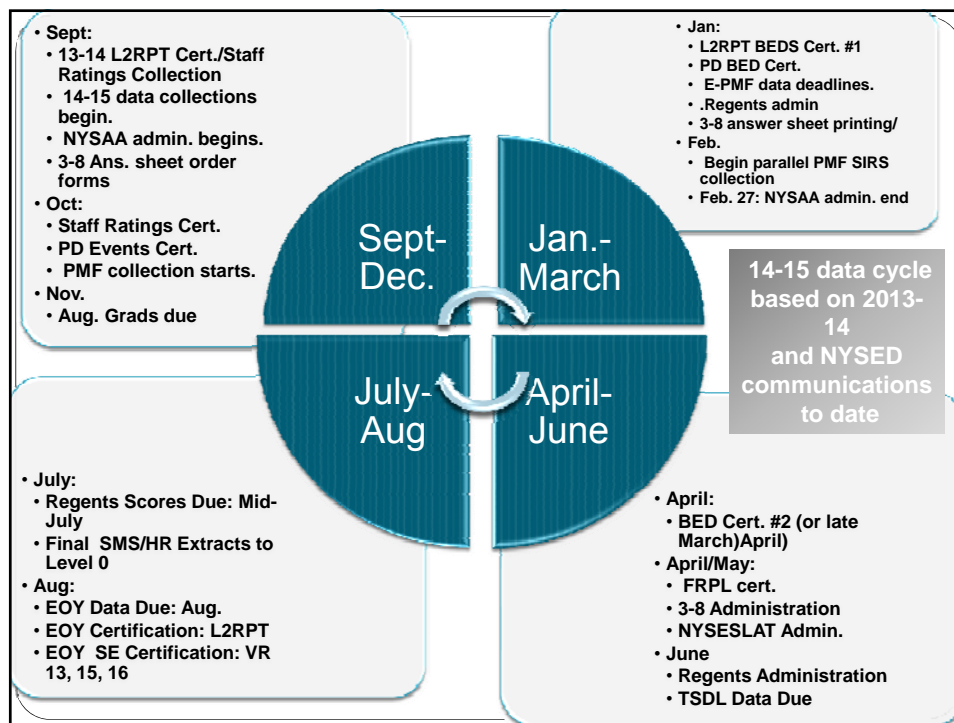 • Sept:
• 13-14 L2RPT Cert./Staff
Ratings Collection
• 14-15 data collections
begin.
• NYSAA admin. begins.
• 3-8 Ans. sheet order
forms
• Oct:
• Staff Ratings Cert.
• PD Events Cert.
• PMF collection starts.
• Nov.
• Aug. Grads due
• Jan:
• L2RPT BEDS Cert. #1
• PD BED Cert.
• E-PMF data deadlines.
• .Regents admin
• 3-8 answer sheet printing/
• Feb.
• Begin parallel PMF SIRS
collection
• Feb. 27: NYSAA admin. end
Sept-
Dec.
Jan.-
March
July-
Aug
April-
June
14-15 data cycle
based on 2013-
14
and NYSED
communications
to date
• July:
• Regents Scores Due: Mid-
July
• Final SMS/HR Extracts to
Level 0
• Aug:
• EOY Data Due: Aug.
• EOY Certification: L2RPT
• EOY SE Certification: VR
13, 15, 16
• April:
• BED Cert. #2 (or late
March)April)
• April/May:
• FRPL cert.
• 3-8 Administration
• NYSESLAT Admin.
• June
• Regents Administration
• TSDL Data Due